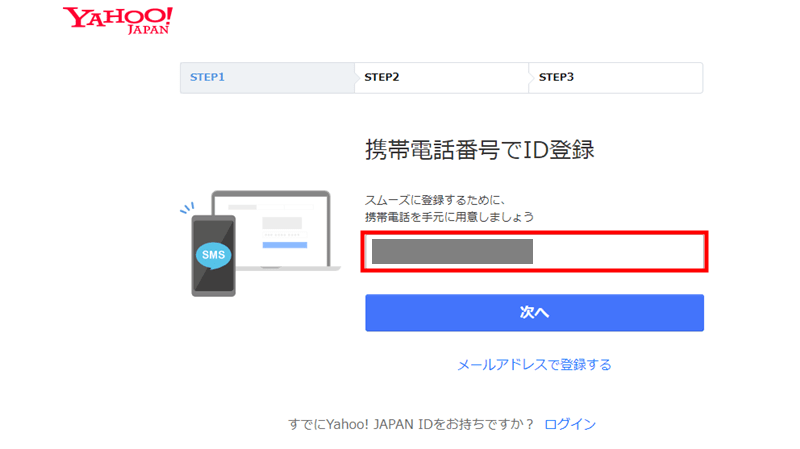 YAHOO!
JAPAN
STEP1
STEP2
STEP3
携帯電話番号でID登録
スムーズに登録するために、
携帯電話を手元に用意しましょう
SMS
次へ
メールアドレスで登録する
すでにYahoo! JAPAN IDをお持ちですか？ ログイン